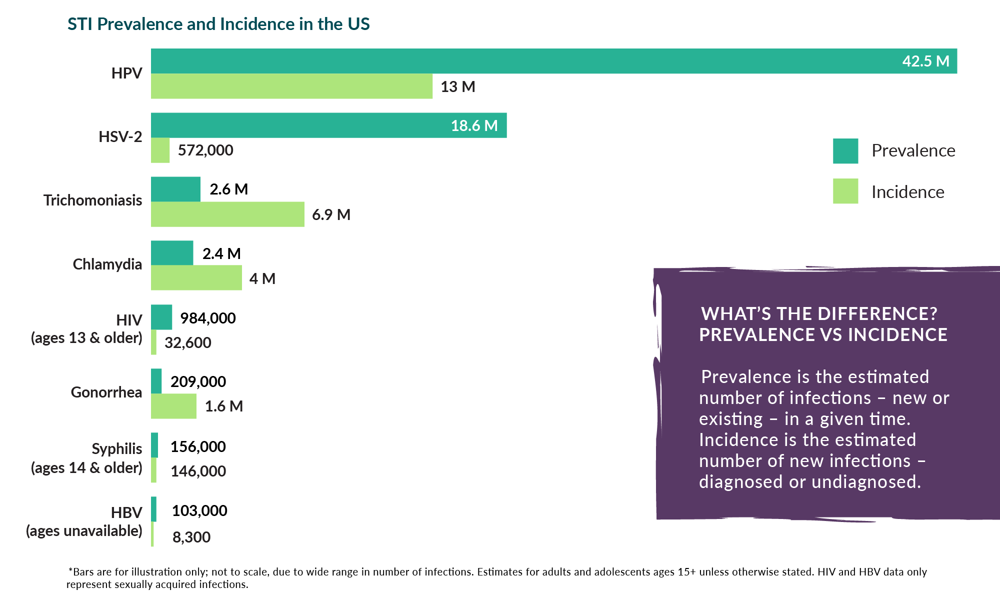 STI Prevalence and Incidence in the US
HPV
42.5 M
13 M
HSV-2
18.6 M
572,000
Trichomoniasis
2.6 M
6.9 M
Chlamydia
2.4 M
4 M
HIV
(ages 13 & older)
984,000
32,600
Gonorrhea
209,000
1.6 M
Syphilis
(ages 14 & older)
156,000
146,000
HBV
(ages unavailable)
103,000
8,300
Prevalence
Incidence
WHAT’S THE DIFFERENCE?
PREVALENCE VS INCIDENCE
Prevalence is the estimated
number of infections – new or
existing – in a given time.
Incidence is the estimated
number of new infections –
diagnosed or undiagnosed.
*Bars are for illustration only; not to scale, due to wide range in number of infections. Estimates for adults and adolescents ages 15+ unless otherwise stated. HIV and HBV data only
represent sexually acquired infections.